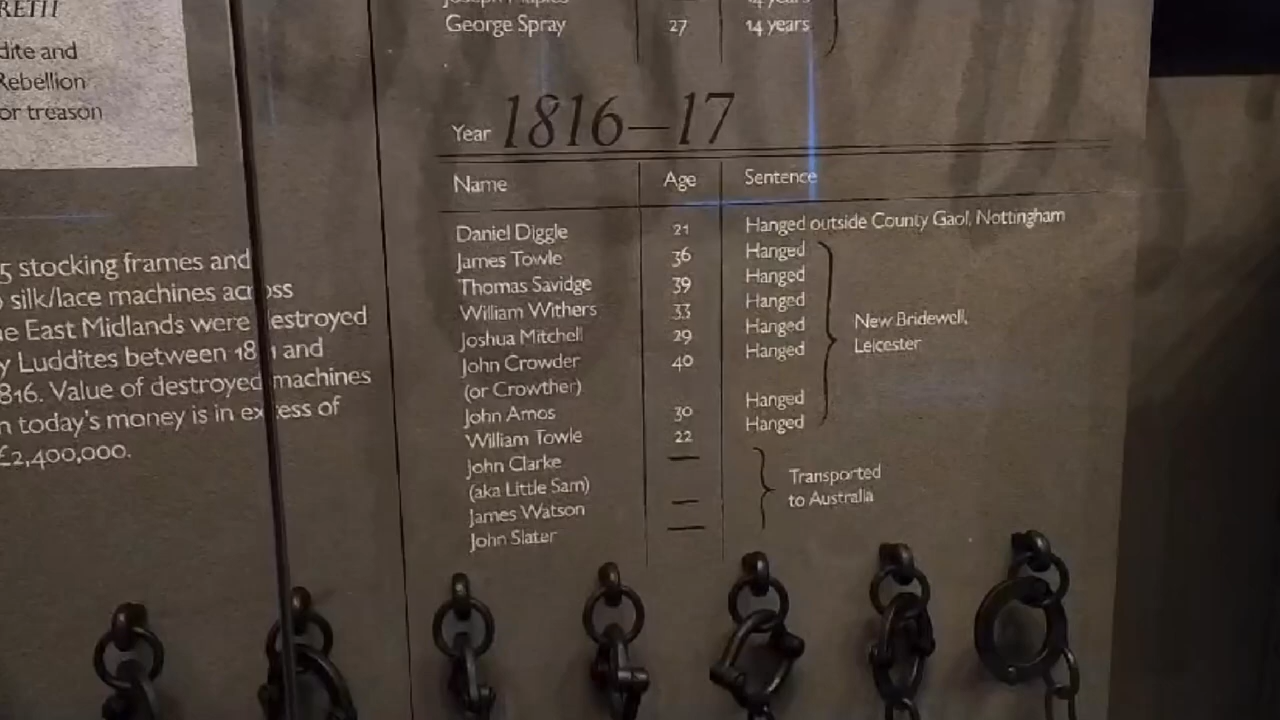 RETH
dite and
Rebellion
or treason
George Spray 27 14 years
Year 1816–17
Name Age Sentence
Daniel Diggle 21 Hanged outside County Gaol, Nottingham
James Towle 36 Hanged
Thomas Savidge 39 Hanged
William Withers 33 Hanged
Joshua Mitchell 29 Hanged
John Crowder 40 Hanged
(or Crowther)
John Amos 30 Hanged
William Towle 22 Hanged
New Bridewell,
Leicester
John Clarke —
(aka Little Sam)
James Watson —
John Slater —
Transported
to Australia
5 stocking frames and
silk/lace machines across
e East Midlands were destroyed
y Luddites between 18 1 and
816. Value of destroyed machines
n today's money is in excess of
£2,400,000.